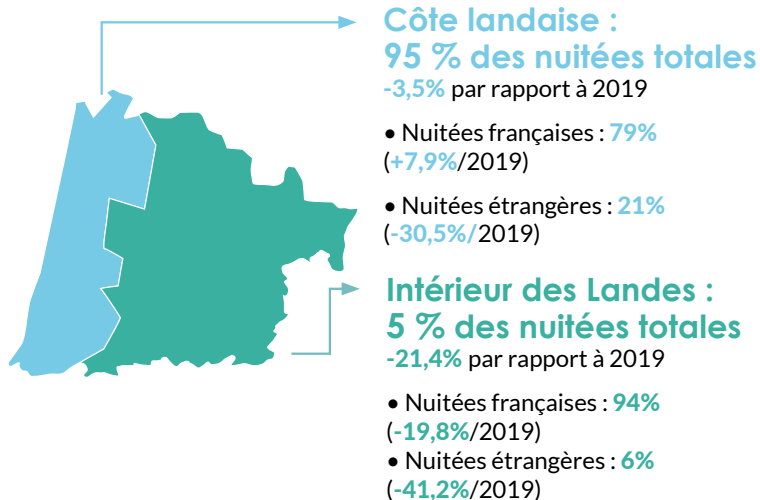 Côte landaise :
95 % des nuitées totales
-3,5% par rapport à 2019
• Nuitées françaises : 79%
(+7,9%/2019)
• Nuitées étrangères : 21%
(-30,5%/2019)
Intérieur des Landes :
5 % des nuitées totales
-21,4% par rapport à 2019
• Nuitées françaises : 94%
(-19,8%/2019)
• Nuitées étrangères : 6%
(-41,2%/2019)